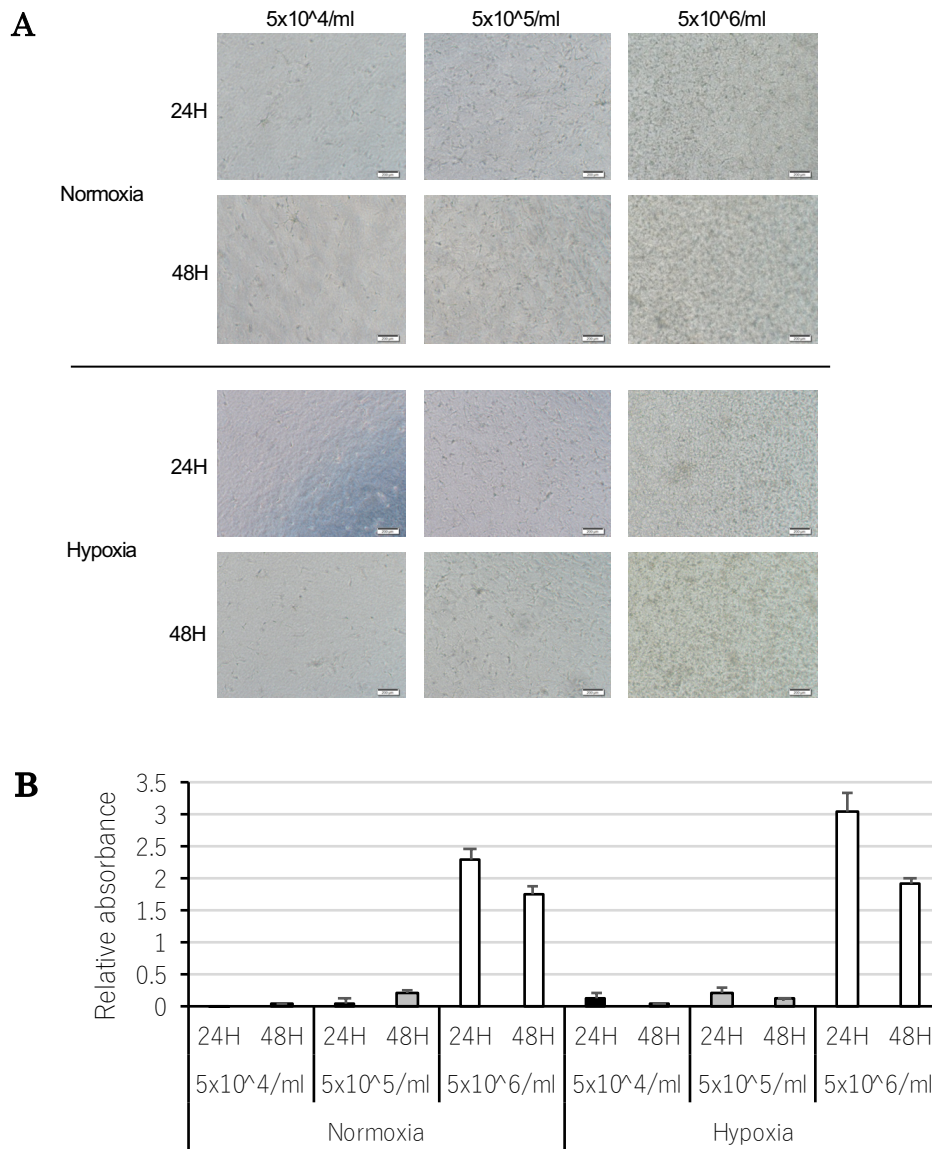 A
5x10^4/ml 5x10^5/ml 5x10^6/ml
24H
Normoxia
48H
24H
Hypoxia
48H
B
Relative absorbance
3.5
3
2.5
2
1.5
1
0.5
0
24H 48H 24H 48H 24H 48H 24H 48H 24H 48H 24H 48H
5x10^4/ml 5x10^5/ml 5x10^6/ml 5x10^4/ml 5x10^5/ml 5x10^6/ml
Normoxia Hypoxia